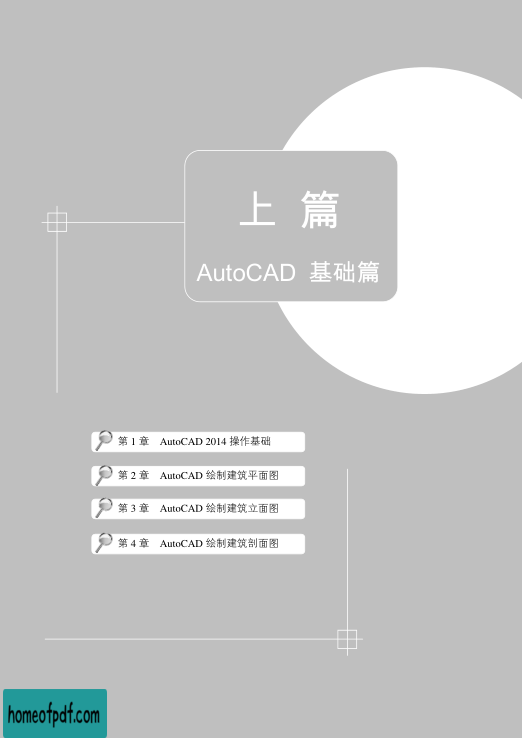 上 篇
AutoCAD 基础篇
第 1 章 AutoCAD 2014 操作基础
第 2 章 AutoCAD 绘制建筑平面图
第 3 章 AutoCAD 绘制建筑立面图
第 4 章 AutoCAD 绘制建筑剖面图
homeofpdf.com